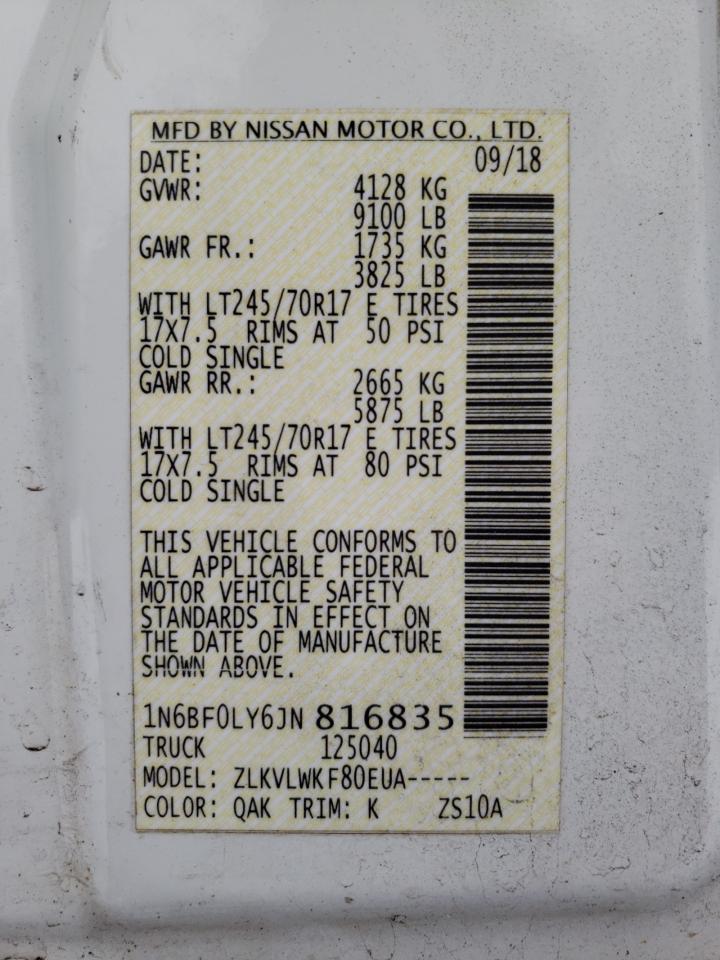 MFD BY NISSAN MOTOR CO., LTD.
DATE: 09/18
GVWR: 4128 KG
9100 LB
GAWR FR.: 1735 KG
3825 LB
WITH LT245/70R17 E TIRES
17X7.5 RIMS AT 50 PSI
COLD SINGLE
GAWR RR.: 2665 KG
5875 LB
WITH LT245/70R17 E TIRES
17X7.5 RIMS AT 80 PSI
COLD SINGLE
THIS VEHICLE CONFORMS TO
ALL APPLICABLE FEDERAL
MOTOR VEHICLE SAFETY
STANDARDS IN EFFECT ON
THE DATE OF MANUFACTURE
SHOWN ABOVE.
1N6BF0LY6JN 816835
TRUCK 125040
MODEL: ZLKVLWKF80EUA-----
COLOR: QAK TRIM: K ZS10A